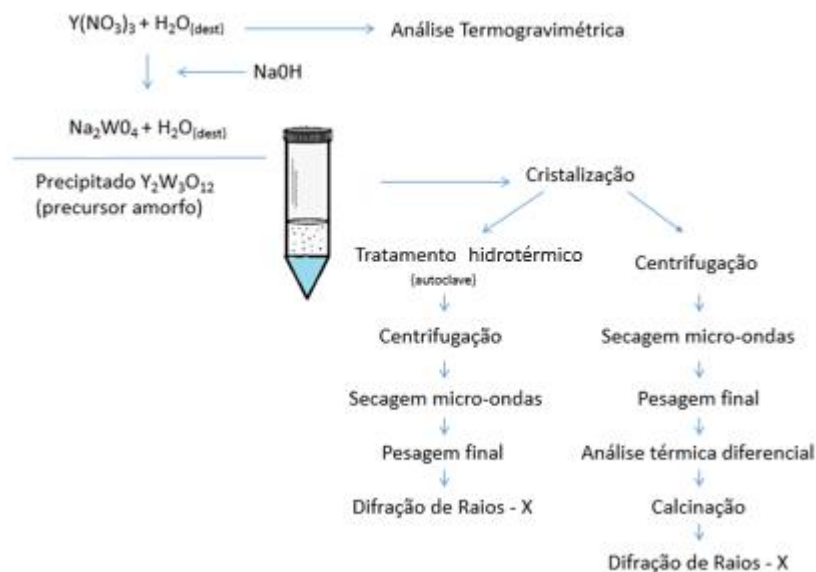 Y(NO₃)₃ + H₂O(dest)
Análise Termogravimétrica
Na0H
Na₂W0₄ + H₂O(dest)
Precipitado Y₂W₃O₁₂
(precursor amorfo)
Cristalização
Tratamento hidrotérmico
(autoclave)
Centrifugação
Secagem micro-ondas
Pesagem final
Difração de Raios - X
Centrifugação
Secagem micro-ondas
Pesagem final
Análise térmica diferencial
Calcinação
Difração de Raios - X